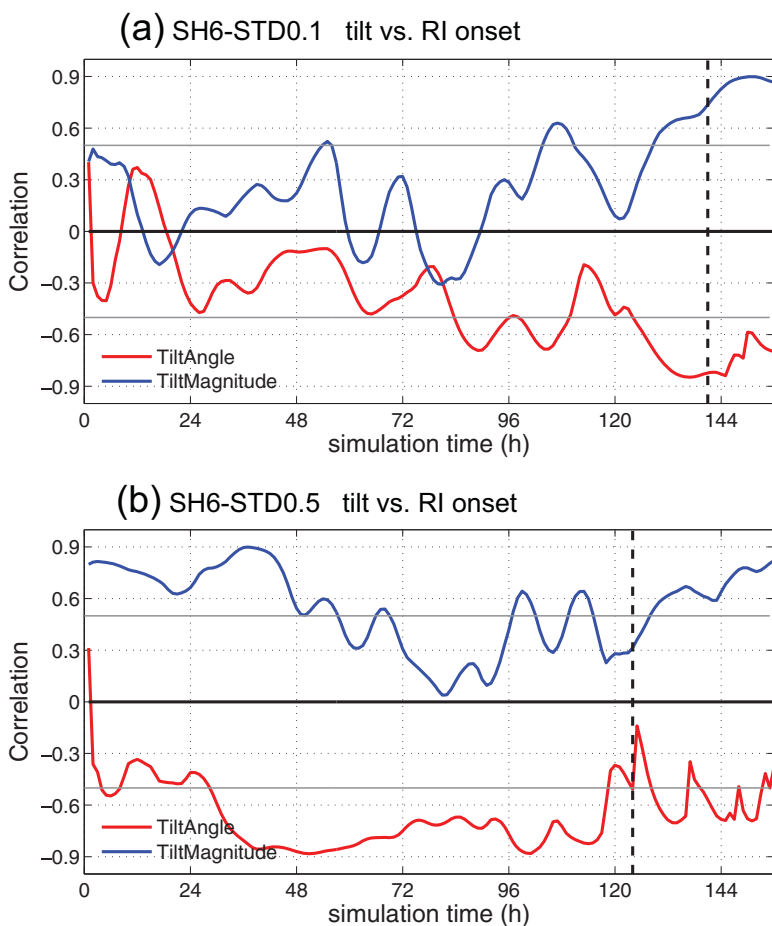 (a) SH6-STD0.1 tilt vs. RI onset
0.9
0.6
0.3
0
−0.3
−0.6
−0.9
Correlation
TiltAngle
TiltMagnitude
0 24 48 72 96 120 144
simulation time (h)
(b) SH6-STD0.5 tilt vs. RI onset
0.9
0.6
0.3
0
−0.3
−0.6
−0.9
Correlation
TiltAngle
TiltMagnitude
0 24 48 72 96 120 144
simulation time (h)